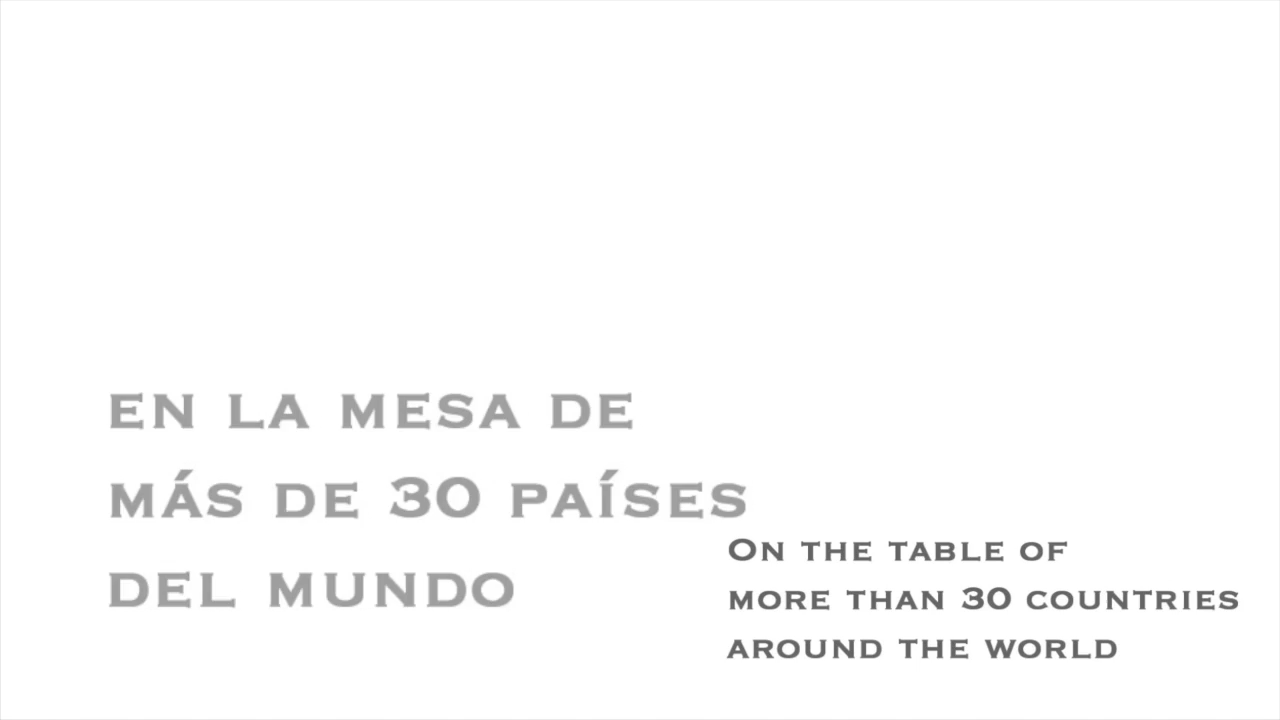 EN LA MESA DE
MÁS DE 30 PAÍSES
DEL MUNDO
On the table of
more than 30 countries
around the world